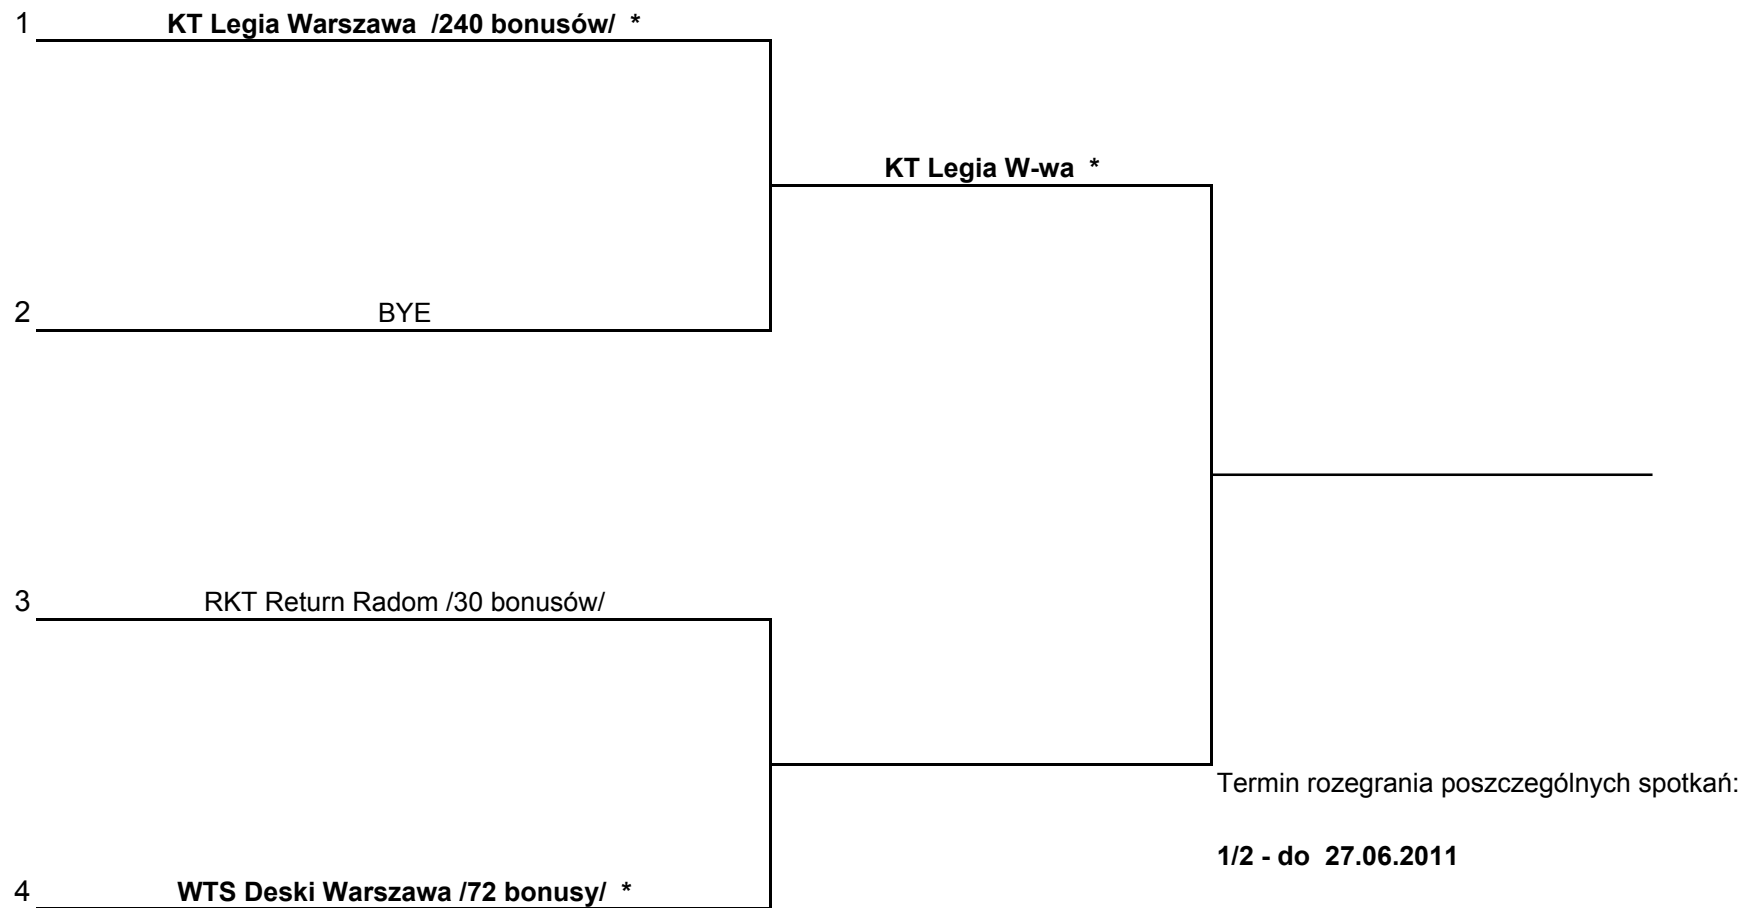 1 KT Legia Warszawa /240 bonusów/ *
KT Legia W-wa *
2 BYE
3 RKT Return Radom /30 bonusów/
Termin rozegrania poszczególnych spotkań:
1/2 - do 27.06.2011
4 WTS Deski Warszawa /72 bonusy/ *